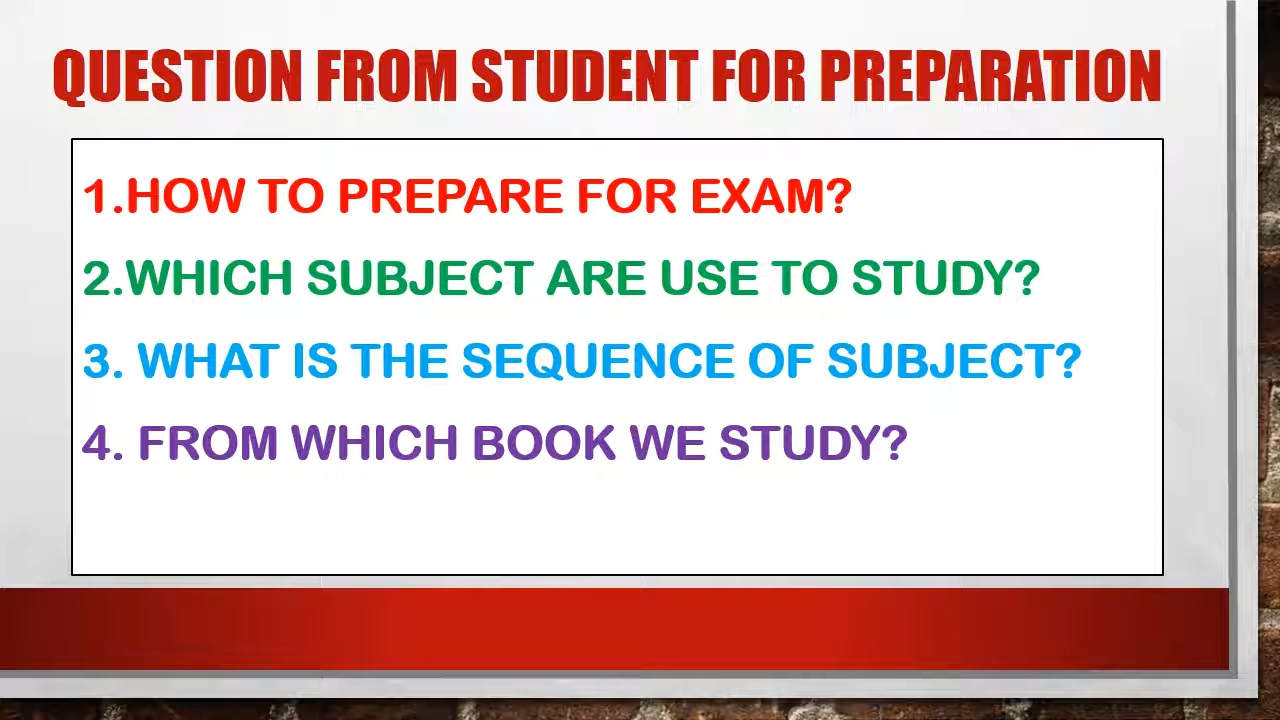 QUESTION FROM STUDENT FOR PREPARATION
1.HOW TO PREPARE FOR EXAM?
2.WHICH SUBJECT ARE USE TO STUDY?
3. WHAT IS THE SEQUENCE OF SUBJECT?
4. FROM WHICH BOOK WE STUDY?